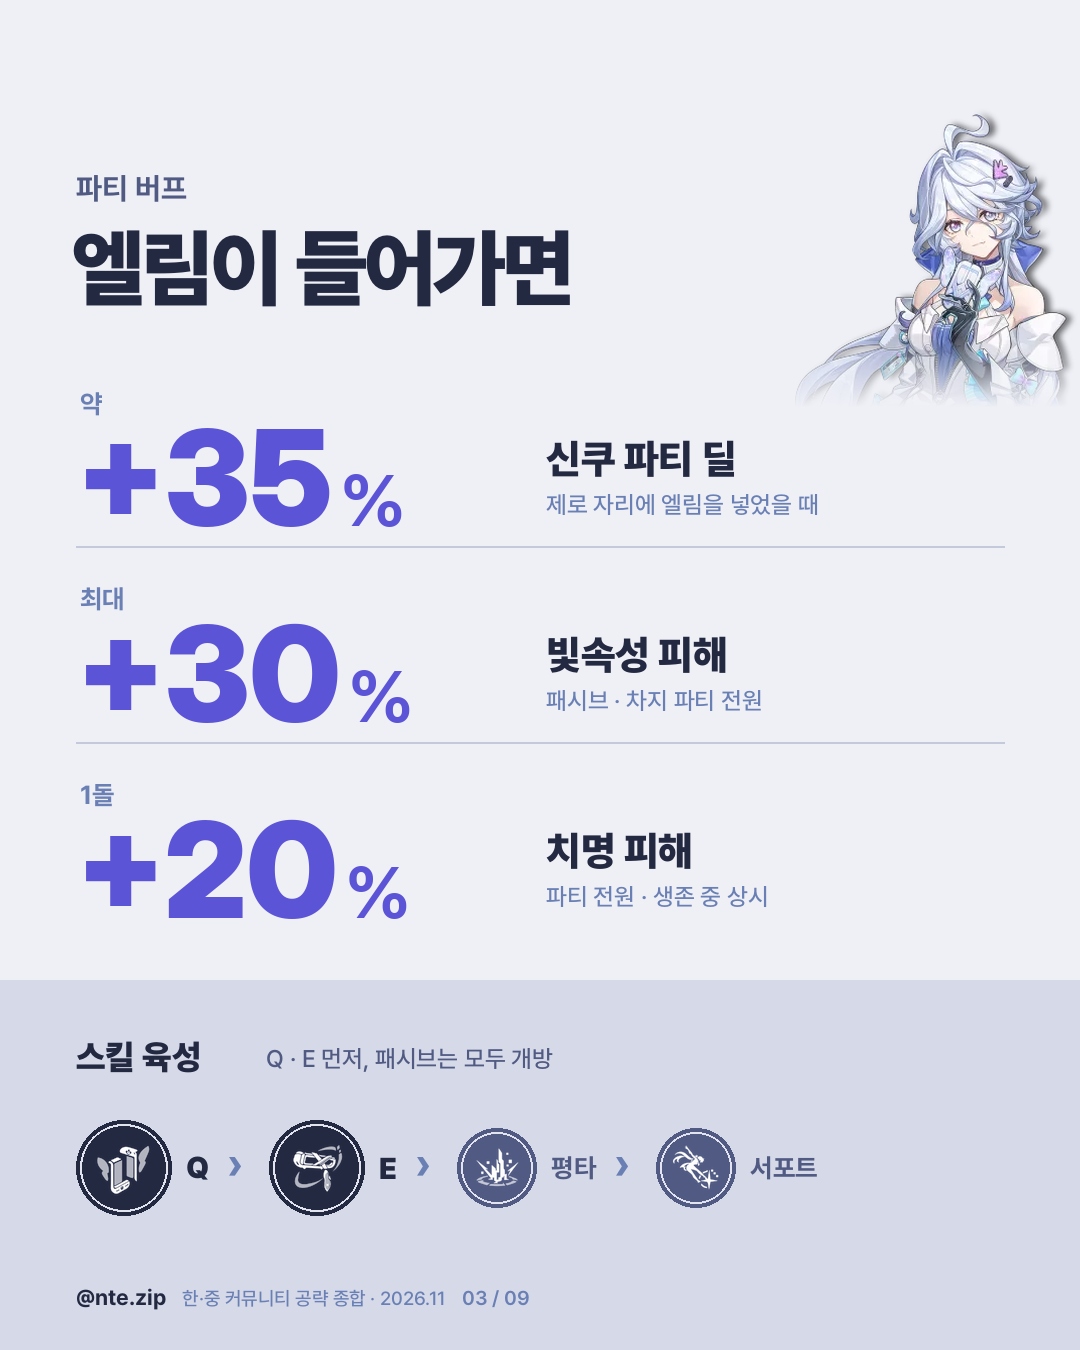 파티 버프
엘림이 들어가면
약
+35%
신쿠 파티 딜
제로 자리에 엘림을 넣었을 때
최대
+30%
빛속성 피해
패시브 · 차지 파티 전원
1돌
+20%
치명 피해
파티 전원 · 생존 중 상시
스킬 육성
Q · E 먼저, 패시브는 모두 개방
Q › E › 평타 › 서포트
@nte.zip 한·중 커뮤니티 공략 종합 · 2026.11 03 / 09